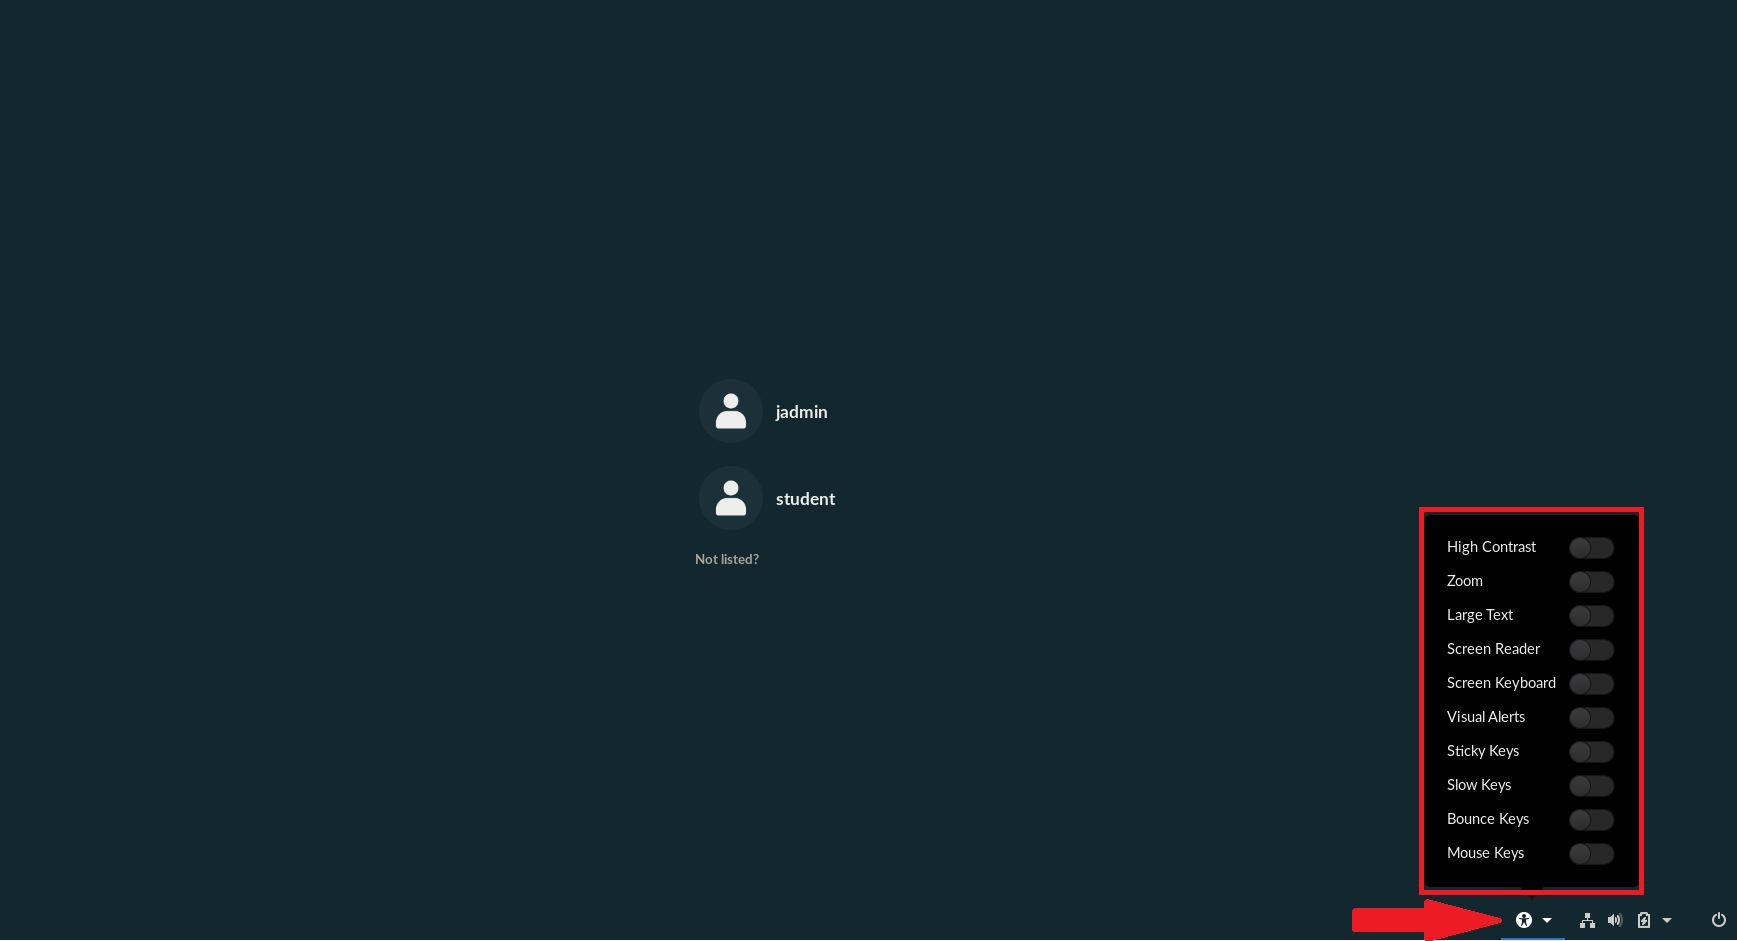 jadmin
student
Not listed?
High Contrast
Zoom
Large Text
Screen Reader
Screen Keyboard
Visual Alerts
Sticky Keys
Slow Keys
Bounce Keys
Mouse Keys